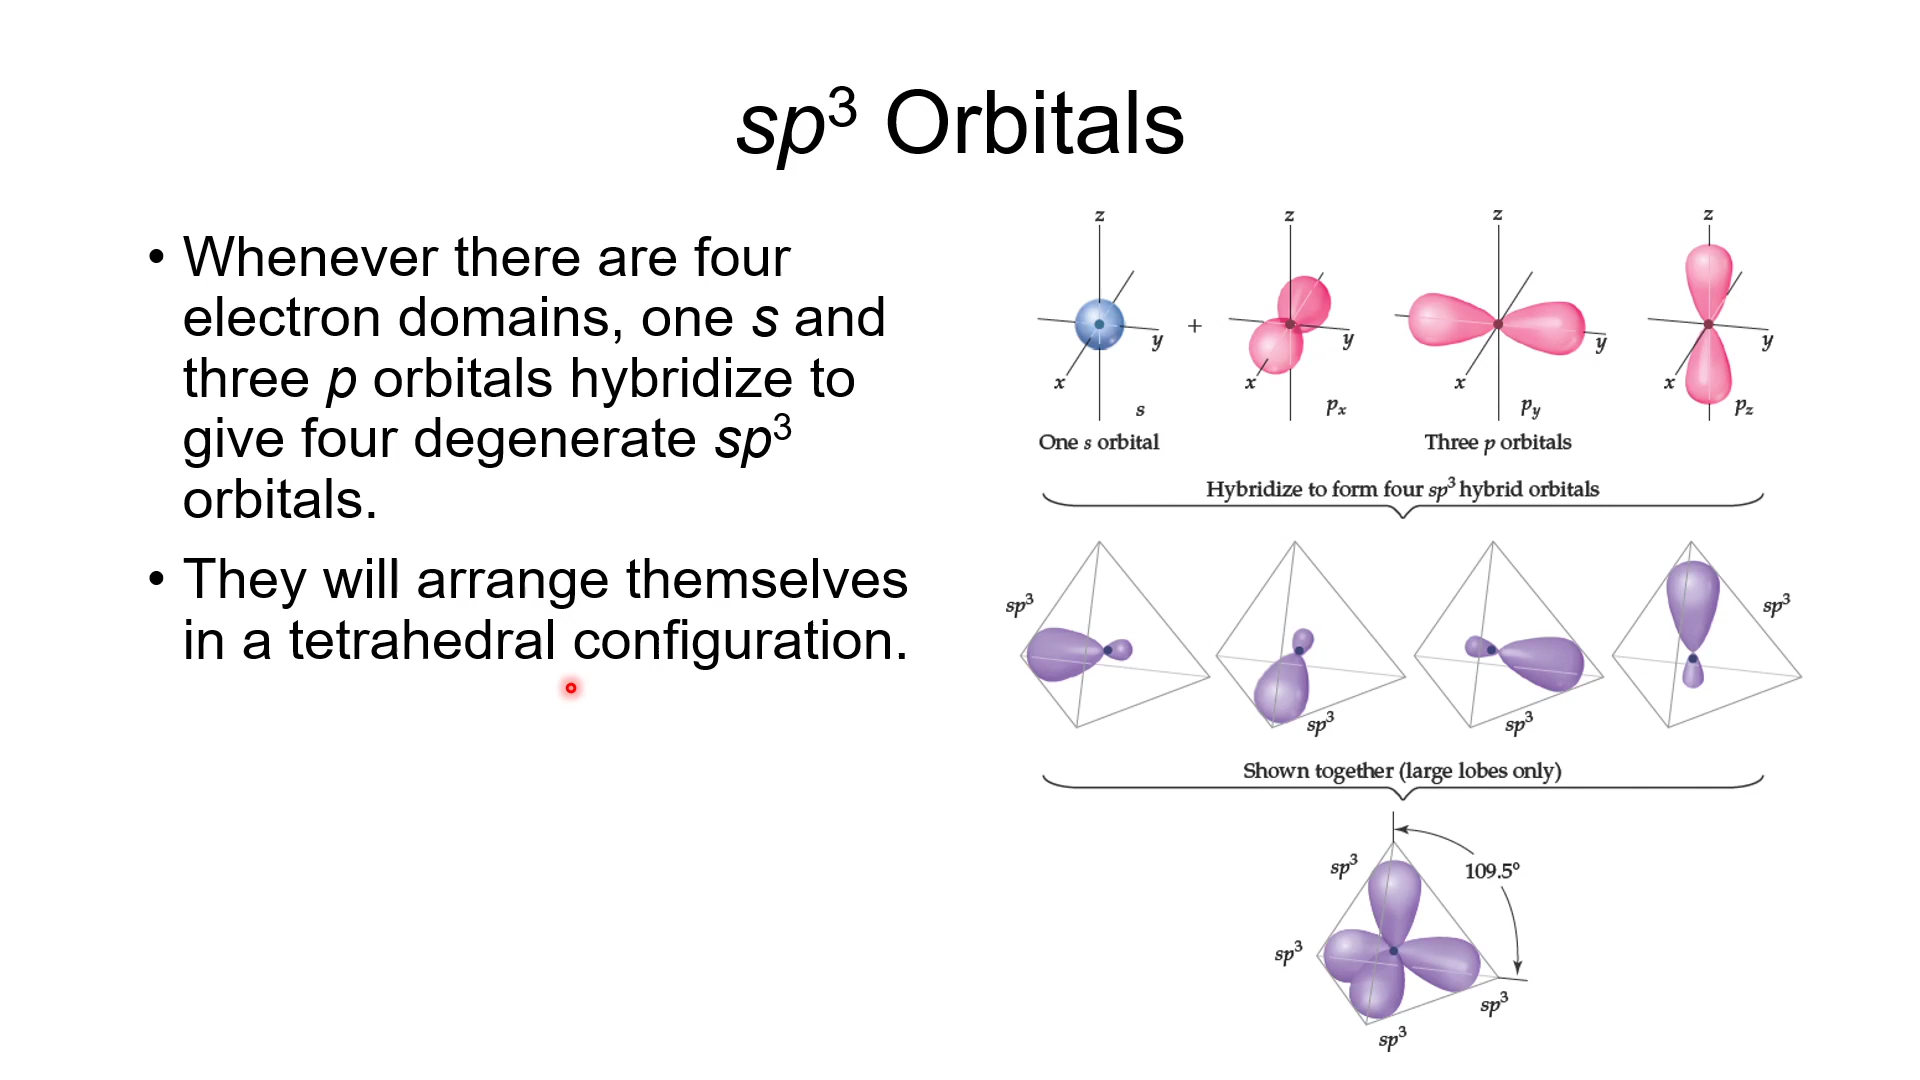 sp³ Orbitals
• Whenever there are four
electron domains, one s and
three p orbitals hybridize to
give four degenerate sp³
orbitals.
• They will arrange themselves
in a tetrahedral configuration.
z z z z
+
y y y y
x x x x
s pₓ pᵧ p_z
One s orbital Three p orbitals
Hybridize to form four sp³ hybrid orbitals
sp³ sp³
sp³ sp³
Shown together (large lobes only)
sp³ 109.5°
sp³
sp³
sp³